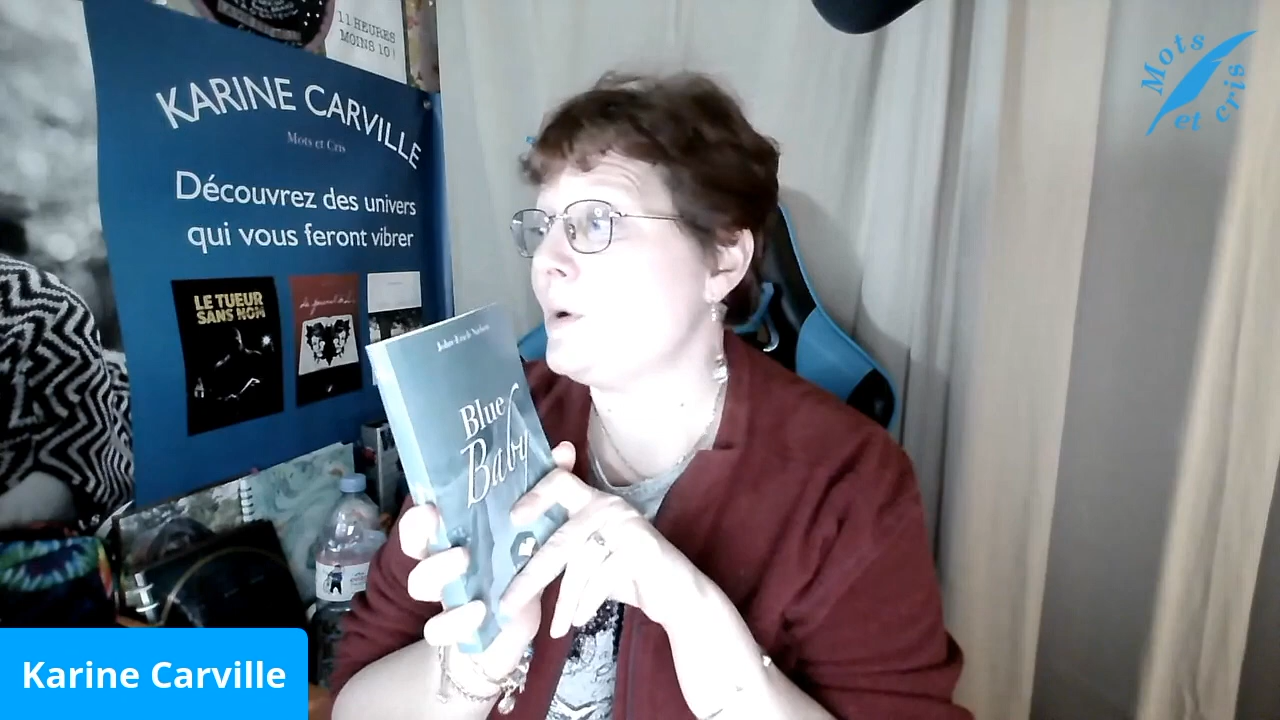 11 HEURES
MOINS 10!
KARINE CARVILLE
Mots et Cris
Découvrez des univers
qui vous feront vibrer
LE TUEUR
SANS NOM
Blue
Baby
Mots
et cris
Karine Carville